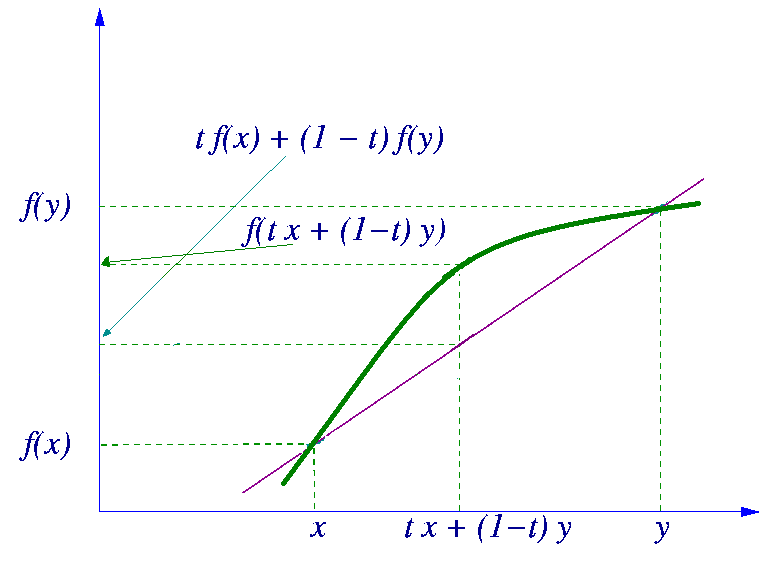 t f(x) + (1 − t) f(y)
f(y)
f(t x + (1−t) y)
f(x)
x
t x + (1−t) y
y